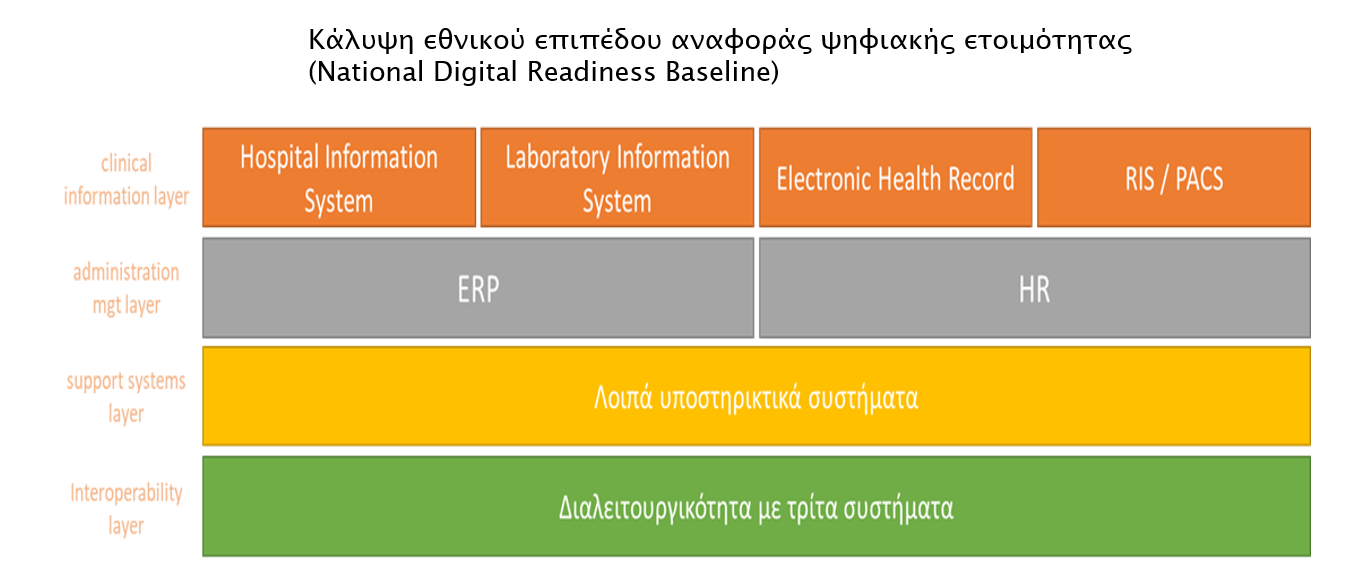 Κάλυψη εθνικού επιπέδου αναφοράς ψηφιακής ετοιμότητας
(National Digital Readiness Baseline)
clinical
information layer
Hospital Information
System
Laboratory Information
System
Electronic Health Record
RIS / PACS
administration
mgt layer
ERP
HR
support systems
layer
Λοιπά υποστηρικτικά συστήματα
Interoperability
layer
Διαλειτουργικότητα με τρίτα συστήματα